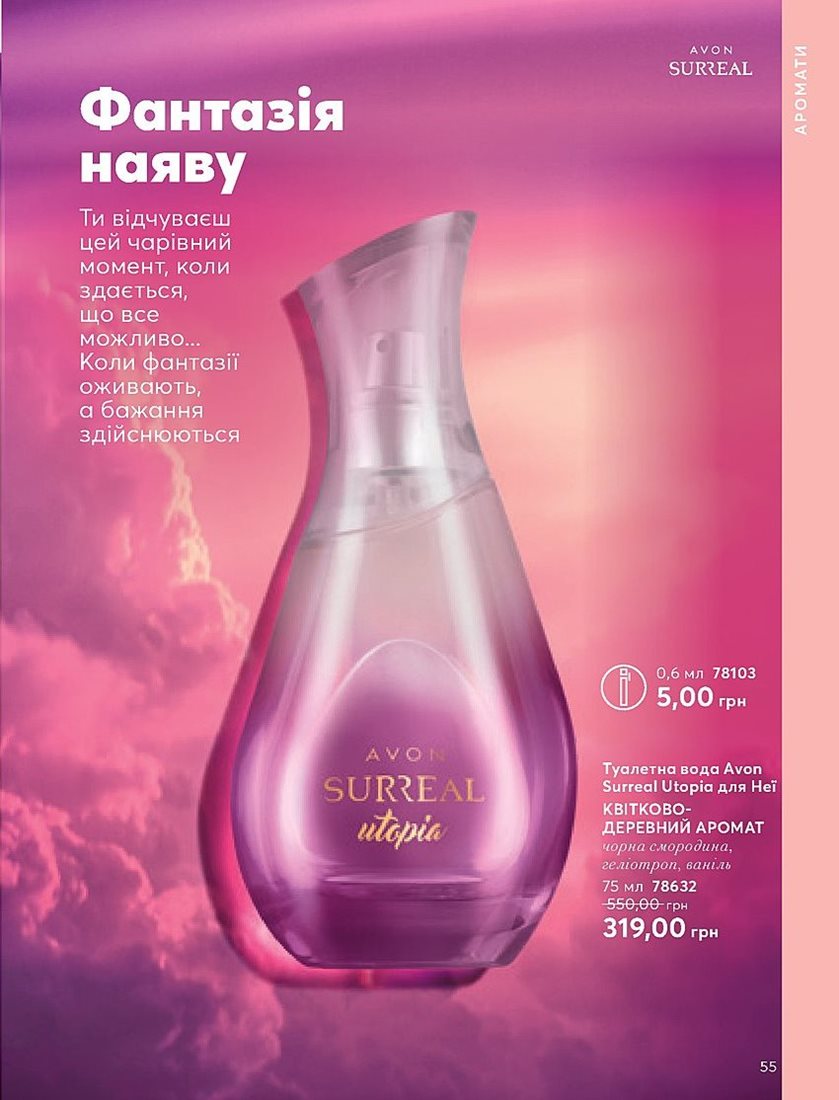 AVON
SURREAL
АРОМАТИ
Фантазія
наяву
Ти відчуваєш
цей чарівний
момент, коли
здається,
що все
можливо...
Коли фантазії
оживають,
а бажання
здійснюються
AVON
SURREAL
utopia
0,6 мл 78103
5,00 грн
Туалетна вода Avon
Surreal Utopia для Неї
КВІТКОВО-
ДЕРЕВНИЙ АРОМАТ
чорна смородина,
геліотроп, ваніль
75 мл 78632
550,00 грн
319,00 грн
55